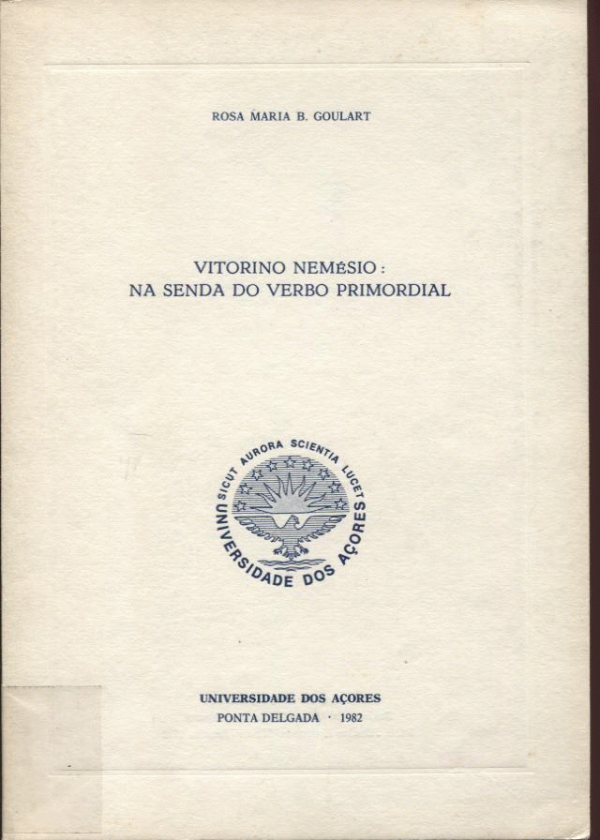 ROSA MARIA B. GOULART
VITORINO NEMÉSIO:
NA SENDA DO VERBO PRIMORDIAL
SICUT AURORA SCIENTIA LUCET
UNIVERSIDADE DOS AÇORES
UNIVERSIDADE DOS AÇORES
PONTA DELGADA · 1982